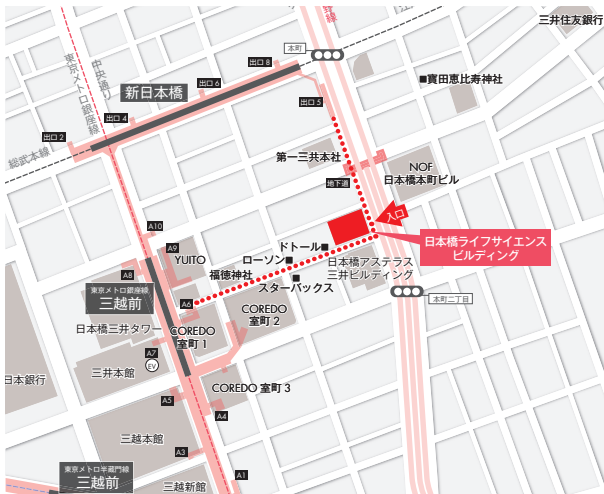 三井住友銀行
本町
江
野線
出口 8
中央通り
東京メトロ銀座線
出口 6
新日本橋
■寶田恵比寿神社
出口 5
出口 4
出口 2
総武本線
第一三共本社
NOF
日本橋本町ビル
地下道
入口
A10
日本橋ライフサイエンス
ビルディング
A9
ドトール■
YUITO
ローソン■
日本橋アステラス
三井ビルディング
A8
福徳神社
スターバックス
東京メトロ銀座線
三越前
A6
本町二丁目
COREDO
室町 2
日本橋三井タワー
COREDO
室町 1
A7
EV
三井本館
日本銀行
COREDO 室町 3
A5
A4
三越本館
A3
東京メトロ半蔵門線
三越前
A1
三越新館